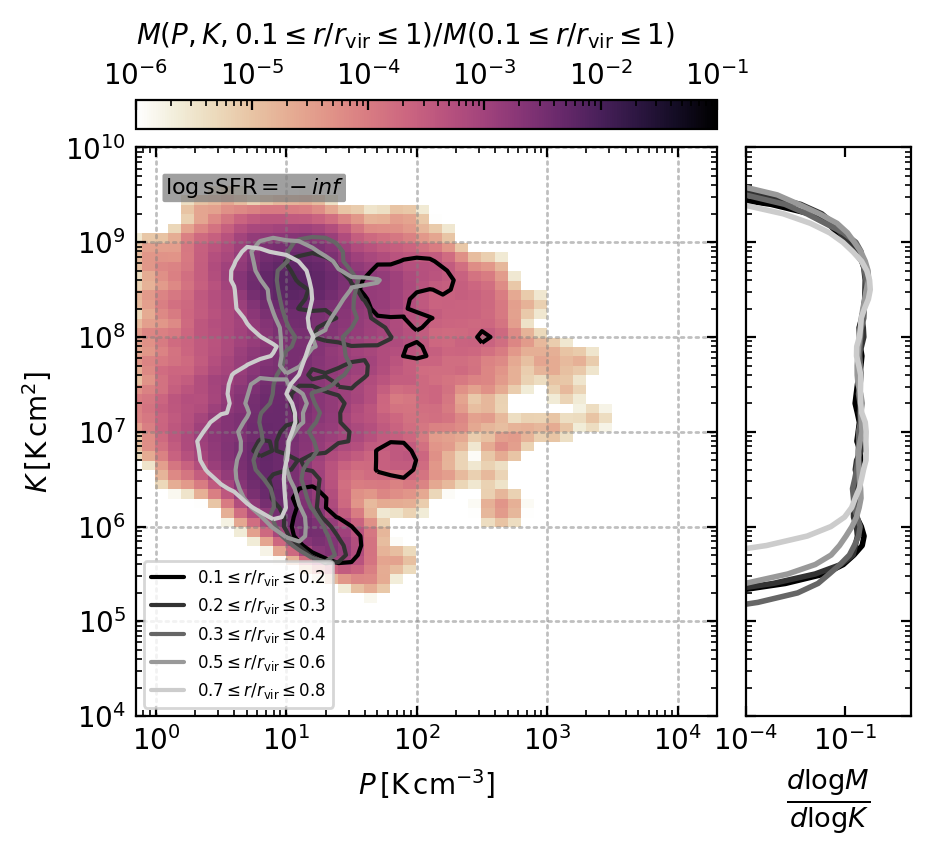 M(P, K, 0.1 ≤ r/r_vir ≤ 1)/M(0.1 ≤ r/r_vir ≤ 1)
10^−6 10^−5 10^−4 10^−3 10^−2 10^−1
10^10
log sSFR = −inf
10^9
10^8
10^7
10^6
10^5
10^4
K [K cm^2]
0.1 ≤ r/r_vir ≤ 0.2
0.2 ≤ r/r_vir ≤ 0.3
0.3 ≤ r/r_vir ≤ 0.4
0.5 ≤ r/r_vir ≤ 0.6
0.7 ≤ r/r_vir ≤ 0.8
10^0 10^1 10^2 10^3 10^4 10^−4 10^−1
P [K cm^−3]
dlogM
dlogK